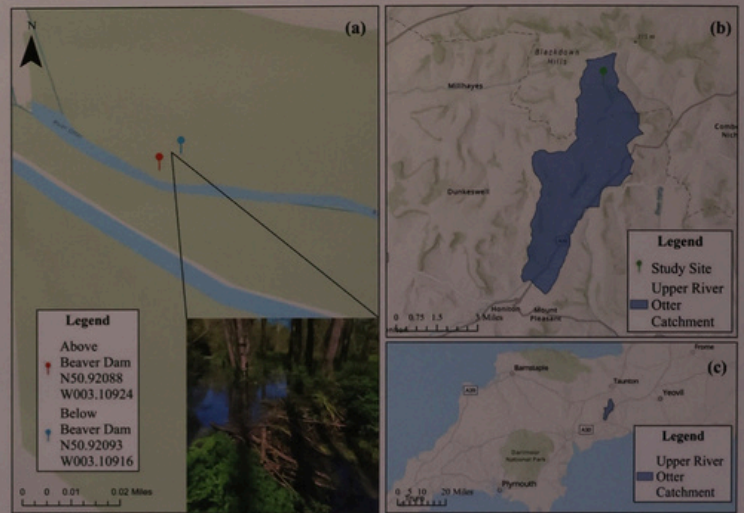 (a)
N
Legend
Above
Beaver Dam
N50.92088
W003.10924
Below
Beaver Dam
N50.92093
W003.10916
0 0.01 0.02 Miles
(b)
Blackdown
Hills
Millhayes
Dunkeswell
Honiton
Mount
Pleasant
0 0.75 1.5 3 Miles
Legend
Study Site
Upper River
Otter
Catchment
(c)
Frome
Barnstaple
Taunton
Yeovil
Dartmoor
National Park
Plymouth
0 5 10 20 Miles
Legend
Upper River
Otter
Catchment